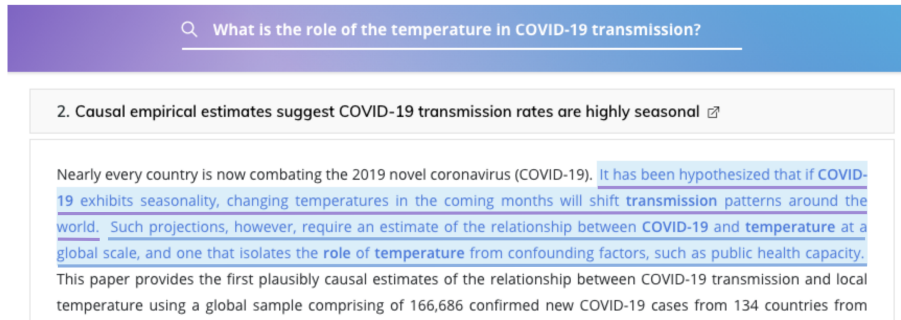 What is the role of the temperature in COVID-19 transmission?
2. Causal empirical estimates suggest COVID-19 transmission rates are highly seasonal
Nearly every country is now combating the 2019 novel coronavirus (COVID-19). It has been hypothesized that if COVID-
19 exhibits seasonality, changing temperatures in the coming months will shift transmission patterns around the
world. Such projections, however, require an estimate of the relationship between COVID-19 and temperature at a
global scale, and one that isolates the role of temperature from confounding factors, such as public health capacity.
This paper provides the first plausibly causal estimates of the relationship between COVID-19 transmission and local
temperature using a global sample comprising of 166,686 confirmed new COVID-19 cases from 134 countries from